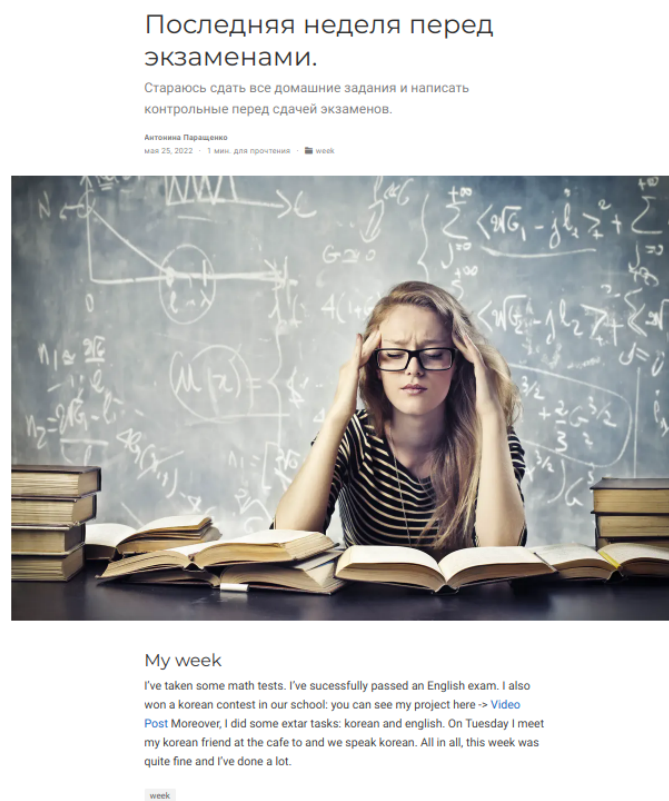 Последняя неделя перед
экзаменами.
Стараюсь сдать все домашние задания и написать
контрольные перед сдачей экзаменов.
Антонина Паращенко
мая 25, 2022 · 1 мин. для прочтения · week
My week
I've taken some math tests. I've sucessfully passed an English exam. I also
won a korean contest in our school: you can see my project here -> Video
Post Moreover, I did some extar tasks: korean and english. On Tuesday I meet
my korean friend at the cafe to and we speak korean. All in all, this week was
quite fine and I've done a lot.
week